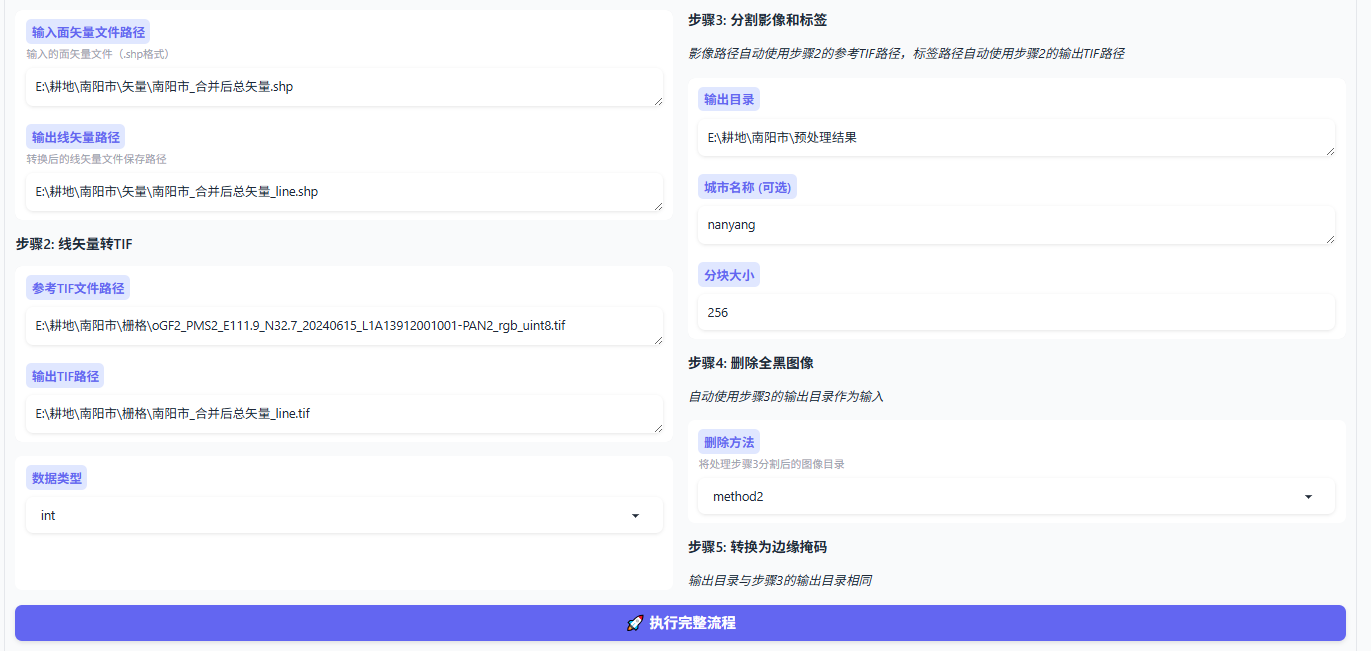 输入面矢量文件路径
输入的面矢量文件（.shp格式）
E:\耕地\南阳市\矢量\南阳市_合并后总矢量.shp
输出线矢量路径
转换后的线矢量文件保存路径
E:\耕地\南阳市\矢量\南阳市_合并后总矢量_line.shp
步骤2: 线矢量转TIF
参考TIF文件路径
E:\耕地\南阳市\栅格\oGF2_PMS2_E111.9_N32.7_20240615_L1A13912001001-PAN2_rgb_uint8.tif
输出TIF路径
E:\耕地\南阳市\栅格\南阳市_合并后总矢量_line.tif
数据类型
int
步骤3: 分割影像和标签
影像路径自动使用步骤2的参考TIF路径，标签路径自动使用步骤2的输出TIF路径
输出目录
E:\耕地\南阳市\预处理结果
城市名称 (可选)
nanyang
分块大小
256
步骤4: 删除全黑图像
自动使用步骤3的输出目录作为输入
删除方法
将处理步骤3分割后的图像目录
method2
步骤5: 转换为边缘掩码
输出目录与步骤3的输出目录相同
🚀 执行完整流程